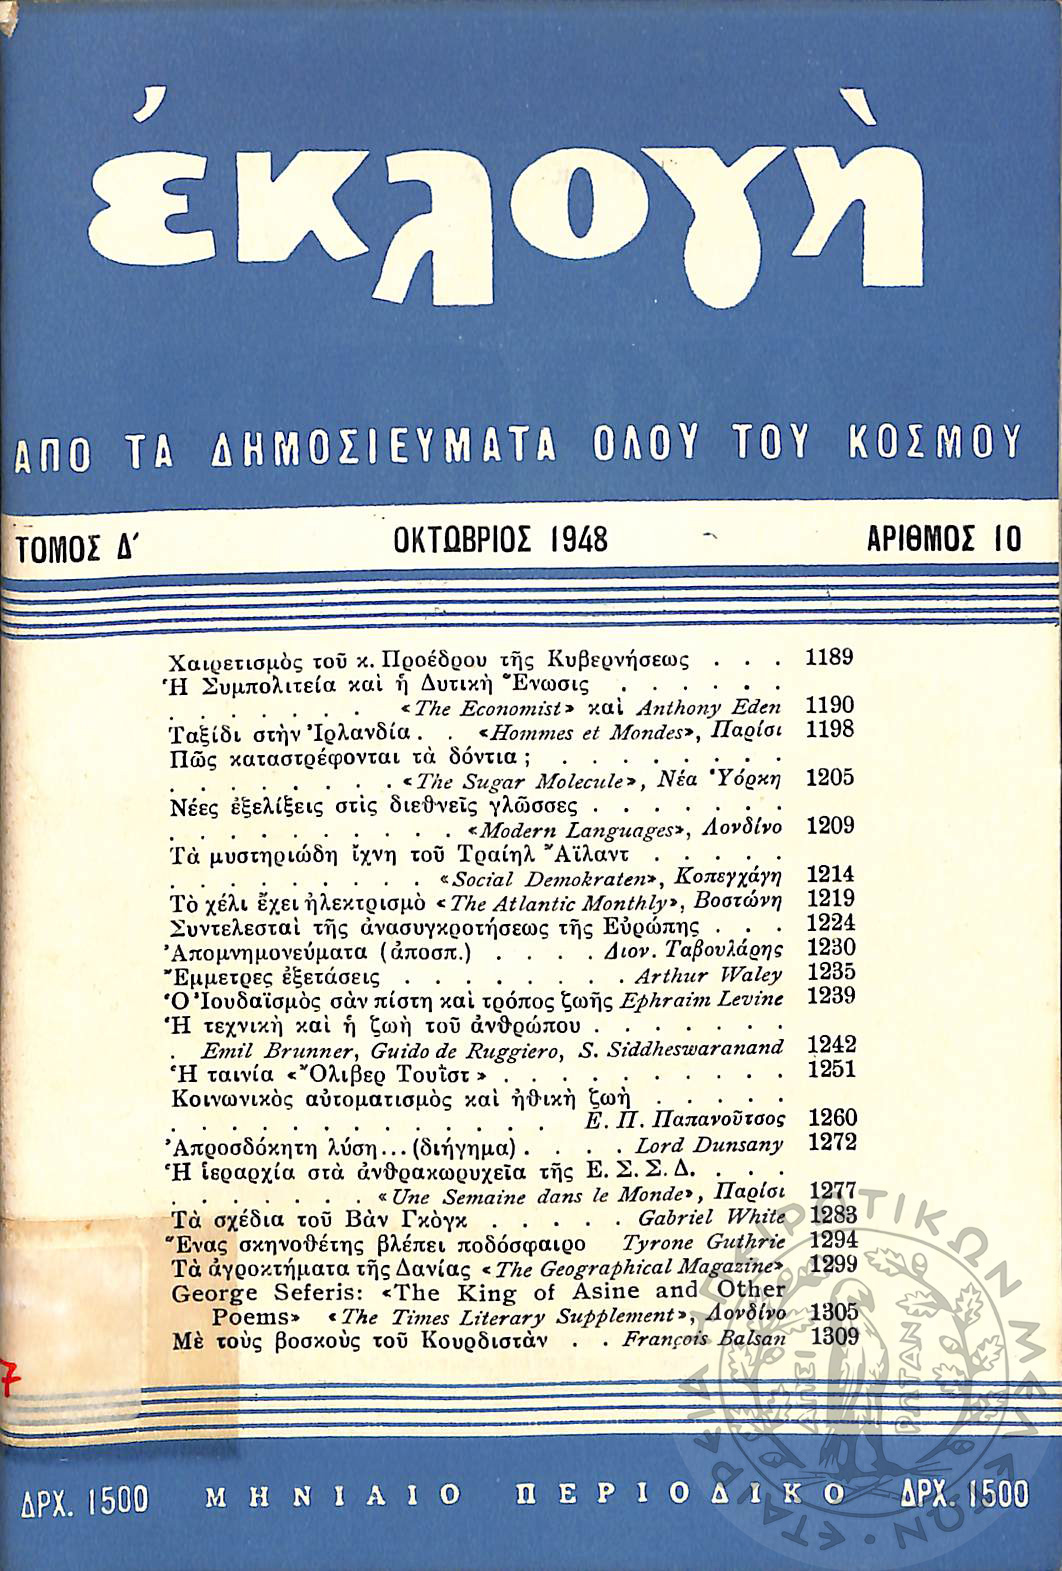 ἐκλογὴ
ΑΠΟ ΤΑ ΔΗΜΟΣΙΕΥΜΑΤΑ ΟΛΟΥ ΤΟΥ ΚΟΣΜΟΥ
ΤΟΜΟΣ Δ΄ ΟΚΤΩΒΡΙΟΣ 1948 ΑΡΙΘΜΟΣ 10
Χαιρετισμὸς τοῦ κ. Προέδρου τῆς Κυβερνήσεως . . . 1189
Ἡ Συμπολιτεία καὶ ἡ Δυτικὴ Ἕνωσις . . . . . .
. . . . . . . «The Economist» καὶ Anthony Eden 1190
Ταξίδι στὴν Ἰρλανδία . . «Hommes et Mondes», Παρίσι 1198
Πῶς καταστρέφονται τὰ δόντια ; . . . . . . . .
. . . . . . . . «The Sugar Molecule», Νέα Ὑόρκη 1205
Νέες ἐξελίξεις στὶς διεθνεῖς γλῶσσες . . . . . . .
. . . . . . . . . . «Modern Languages», Λονδίνο 1209
Τὰ μυστηριώδη ἴχνη τοῦ Τραίηλ Ἄϊλαντ . . . . .
. . . . . . . . . «Social Demokraten», Κοπεγχάγη 1214
Τὸ χέλι ἔχει ἠλεκτρισμὸ «The Atlantic Monthly», Βοστώνη 1219
Συντελεσταὶ τῆς ἀνασυγκροτήσεως τῆς Εὐρώπης . . . 1224
Ἀπομνημονεύματα (ἀποσπ.) . . . . Διον. Ταβουλάρης 1230
Ἔμμετρες ἐξετάσεις . . . . . . . . Arthur Waley 1235
Ὁ Ἰουδαϊσμὸς σὰν πίστη καὶ τρόπος ζωῆς Ephraim Levine 1239
Ἡ τεχνικὴ καὶ ἡ ζωὴ τοῦ ἀνθρώπου . . . . . . .
. Emil Brunner, Guido de Ruggiero, S. Siddheswaranand 1242
Ἡ ταινία «Ὄλιβερ Τουΐστ» . . . . . . . . . . 1251
Κοινωνικὸς αὐτοματισμὸς καὶ ἠθικὴ ζωὴ . . . . .
. . . . . . . . . . . . . Ε. Π. Παπανοῦτσος 1260
Ἀπροσδόκητη λύση... (διήγημα) . . . . Lord Dunsany 1272
Ἡ ἱεραρχία στὰ ἀνθρακωρυχεῖα τῆς Ε. Σ. Σ. Δ. . . .
. . . . . . . «Une Semaine dans le Monde», Παρίσι 1277
Τὰ σχέδια τοῦ Βὰν Γκὸγκ . . . . . Gabriel White 1283
Ἕνας σκηνοθέτης βλέπει ποδόσφαιρο Tyrone Guthrie 1294
Τὰ ἀγροκτήματα τῆς Δανίας «The Geographical Magazine» 1299
George Seferis: «The King of Asine and Other
Poems» «The Times Literary Supplement», Λονδίνο 1305
Μὲ τοὺς βοσκοὺς τοῦ Κουρδιστὰν . . François Balsan 1309
7
ΔΡΧ. 1500 ΜΗΝΙΑΙΟ ΠΕΡΙΟΔΙΚΟ ΔΡΧ. 1500
ΕΤΑΙΡΕΙΑ ΗΠΕΙΡΩΤΙΚΩΝ ΜΕΛΕΤΩΝ
ΑΠΕΙ ΡΩΤΑΝ